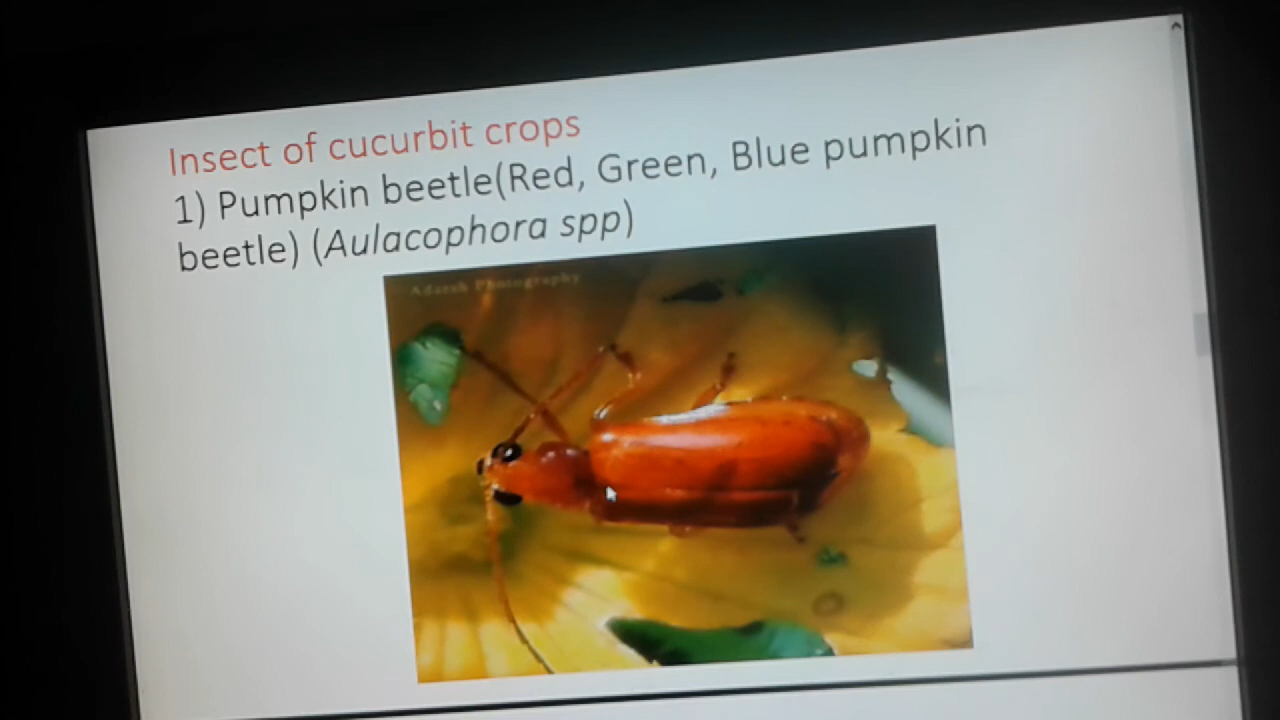 Insect of cucurbit crops
1) Pumpkin beetle(Red, Green, Blue pumpkin
beetle) (Aulacophora spp)
Adarsh Photography